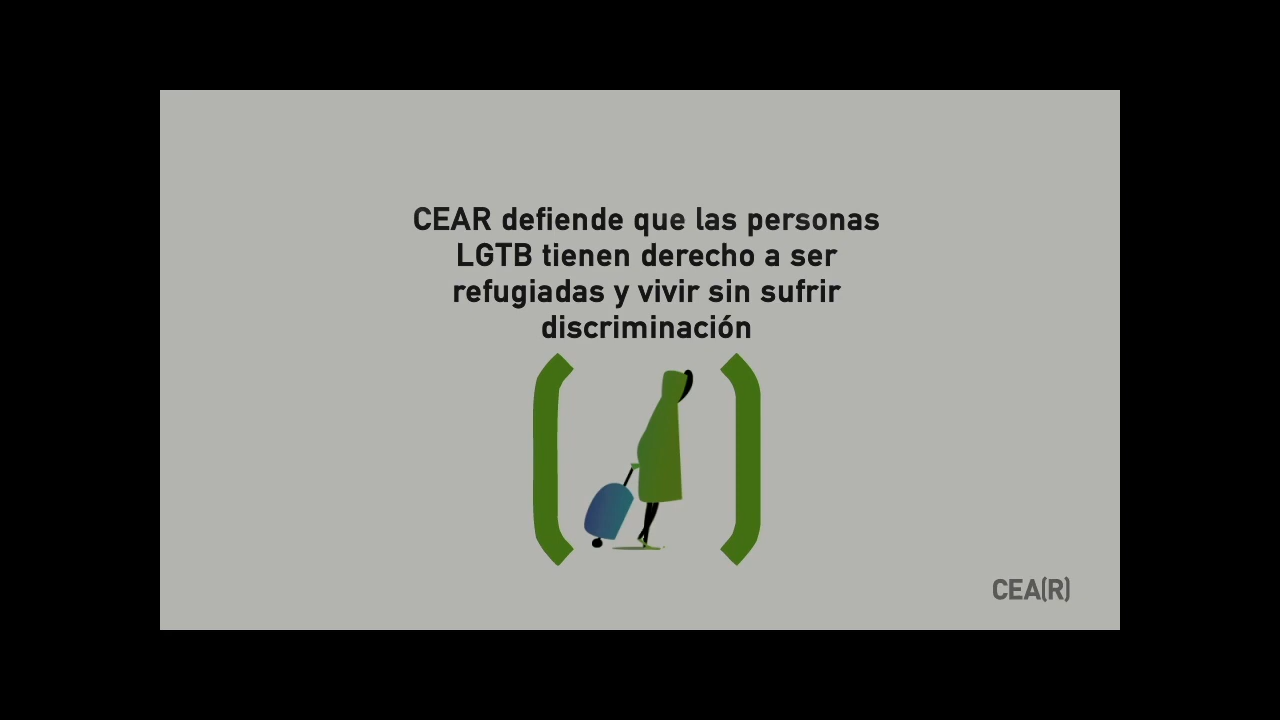 CEAR defiende que las personas
LGTB tienen derecho a ser
refugiadas y vivir sin sufrir
discriminación
CEA(R)